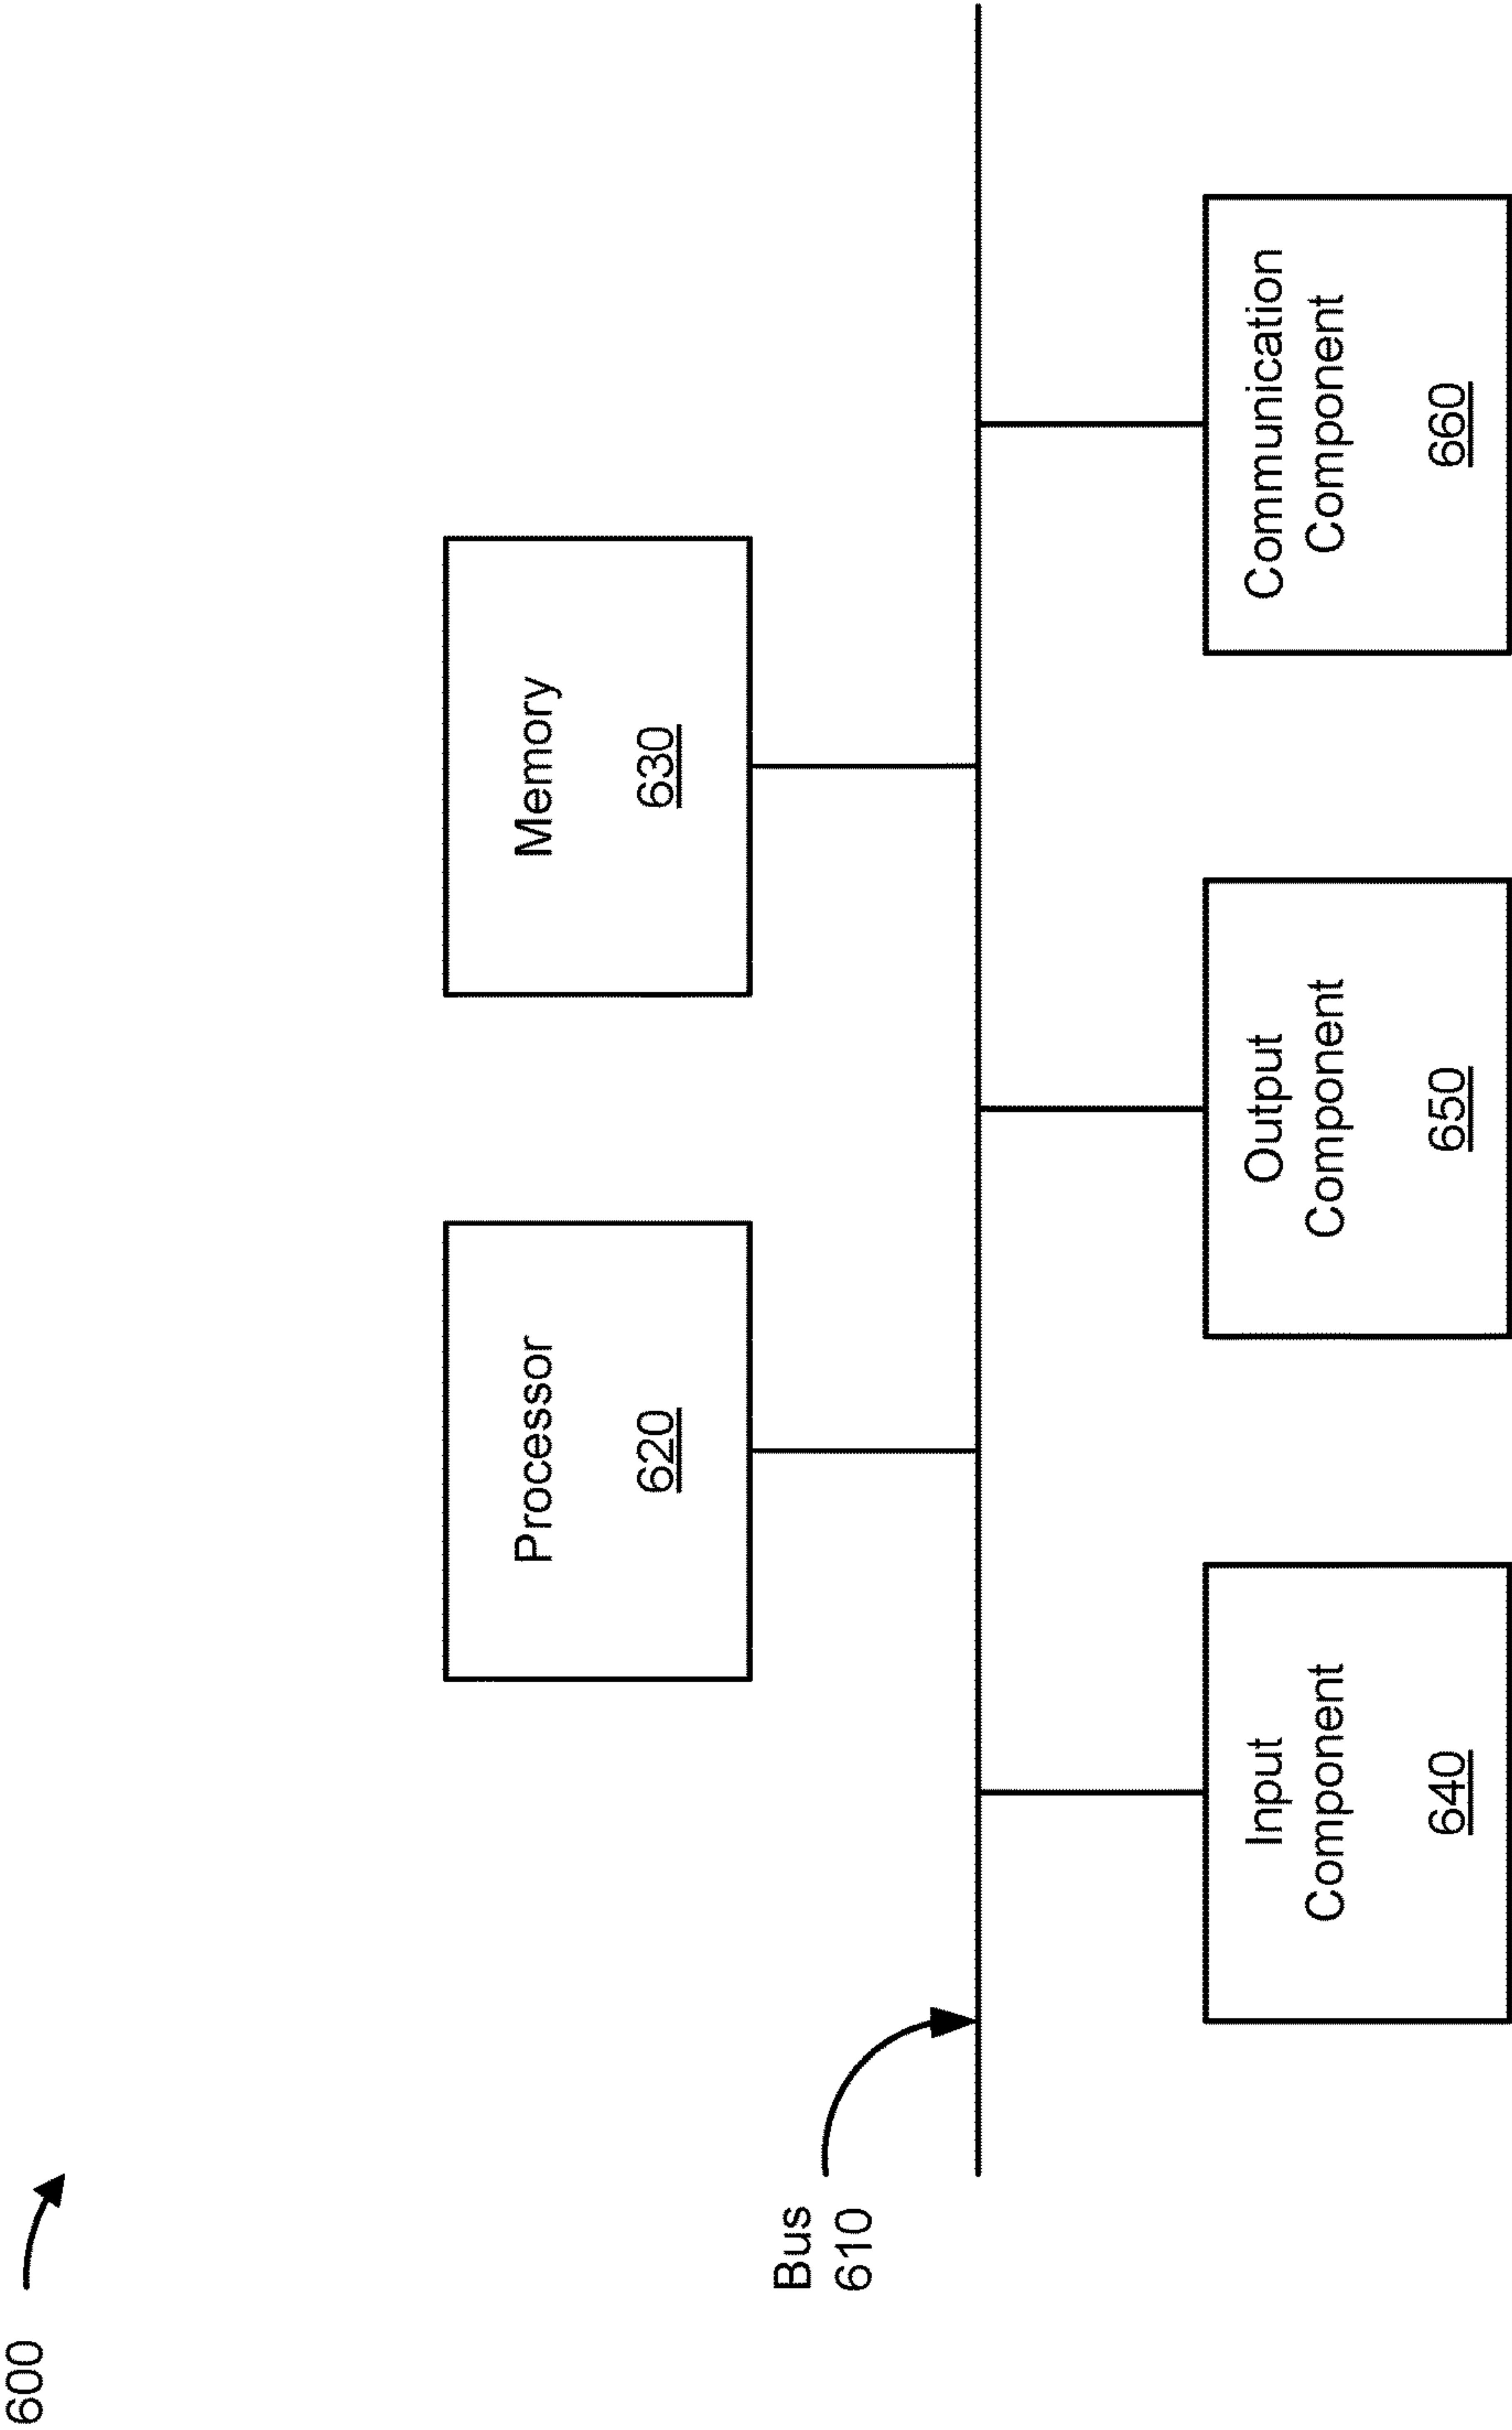 600
Processor
620
Memory
630
Bus
610
Input
Component
640
Output
Component
650
Communication
Component
660